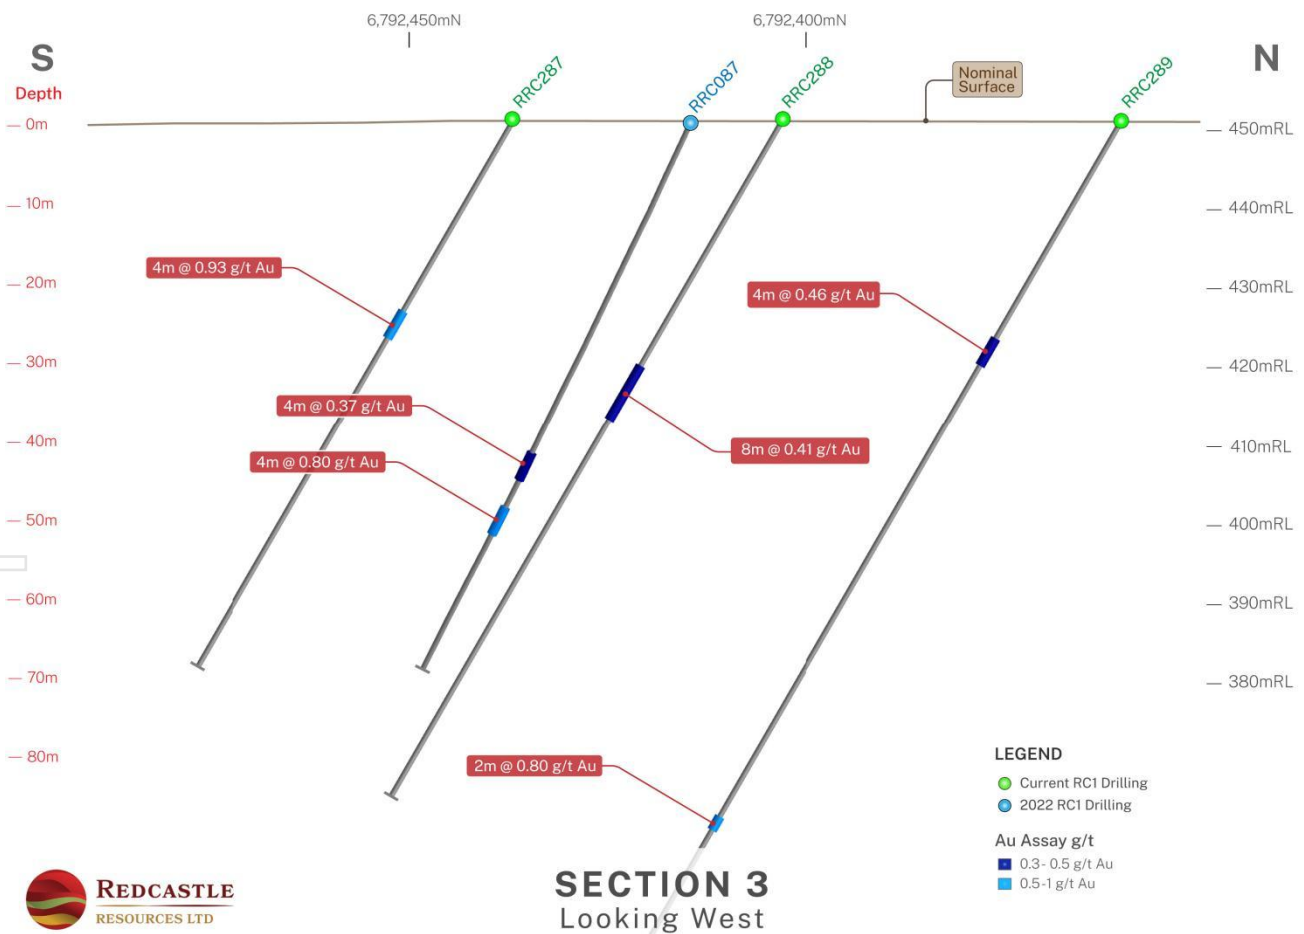 6,792,450mN
6,792,400mN
S
N
Depth
RRC287
RRC087
RRC288
RRC289
Nominal
Surface
— 0m
— 10m
— 20m
— 30m
— 40m
— 50m
— 60m
— 70m
— 80m
— 450mRL
— 440mRL
— 430mRL
— 420mRL
— 410mRL
— 400mRL
— 390mRL
— 380mRL
4m @ 0.93 g/t Au
4m @ 0.46 g/t Au
4m @ 0.37 g/t Au
8m @ 0.41 g/t Au
4m @ 0.80 g/t Au
2m @ 0.80 g/t Au
LEGEND
Current RC1 Drilling
2022 RC1 Drilling
Au Assay g/t
0.3- 0.5 g/t Au
0.5-1 g/t Au
REDCASTLE
RESOURCES LTD
SECTION 3
Looking West